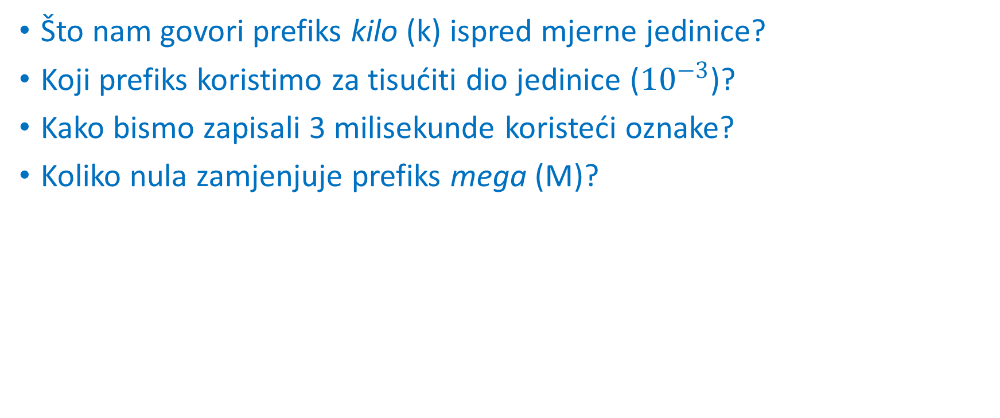 • Što nam govori prefiks kilo (k) ispred mjerne jedinice?
• Koji prefiks koristimo za tisućiti dio jedinice (10⁻³)?
• Kako bismo zapisali 3 milisekunde koristeći oznake?
• Koliko nula zamjenjuje prefiks mega (M)?